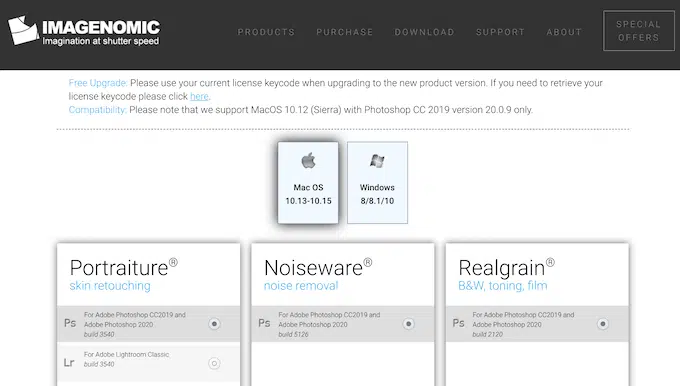 IMAGENOMIC
Imagination at shutter speed
PRODUCTS PURCHASE DOWNLOAD SUPPORT ABOUT
SPECIAL
OFFERS
Free Upgrade: Please use your current license keycode when upgrading to the new product version. If you need to retrieve your
license keycode please click here.
Compatibility: Please note that we support MacOS 10.12 (Sierra) with Photoshop CC 2019 version 20.0.9 only.
Mac OS
10.13-10.15
Windows
8/8.1/10
Portraiture®
skin retouching
Ps
For Adobe Photoshop CC2019 and
Adobe Photoshop 2020
build 3540
Lr
For Adobe Lightroom Classic
build 3540
Noiseware®
noise removal
Ps
For Adobe Photoshop CC2019 and
Adobe Photoshop 2020
build 5126
Realgrain®
B&W, toning, film
Ps
For Adobe Photoshop CC2019 and
Adobe Photoshop 2020
build 2120